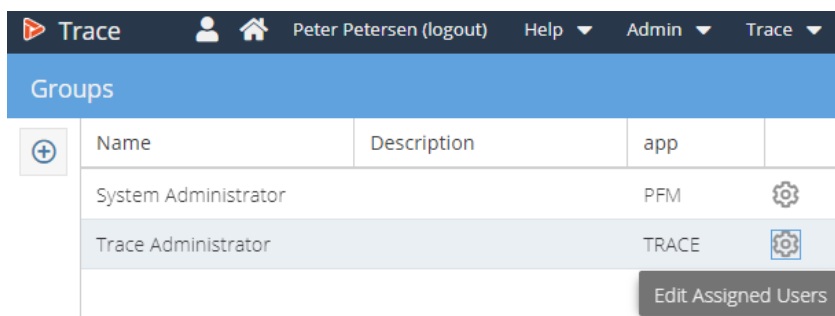 Trace Peter Petersen (logout) Help Admin Trace
Groups
Name Description app
System Administrator PFM
Trace Administrator TRACE
Edit Assigned Users